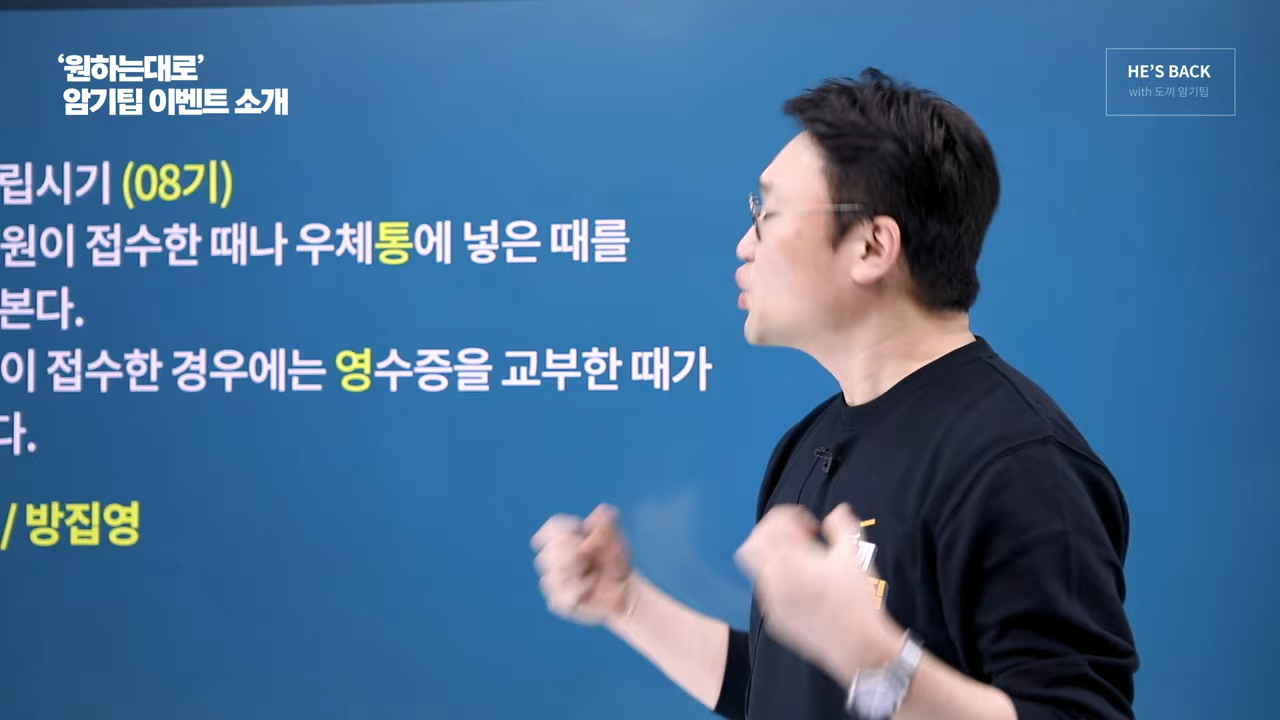 ‘원하는대로’
암기팁 이벤트 소개
HE’S BACK
with 도끼 암기팁
립시기 (08기)
원이 접수한 때나 우체통에 넣은 때를
본다.
이 접수한 경우에는 영수증을 교부한 때가
다.
/ 방집영